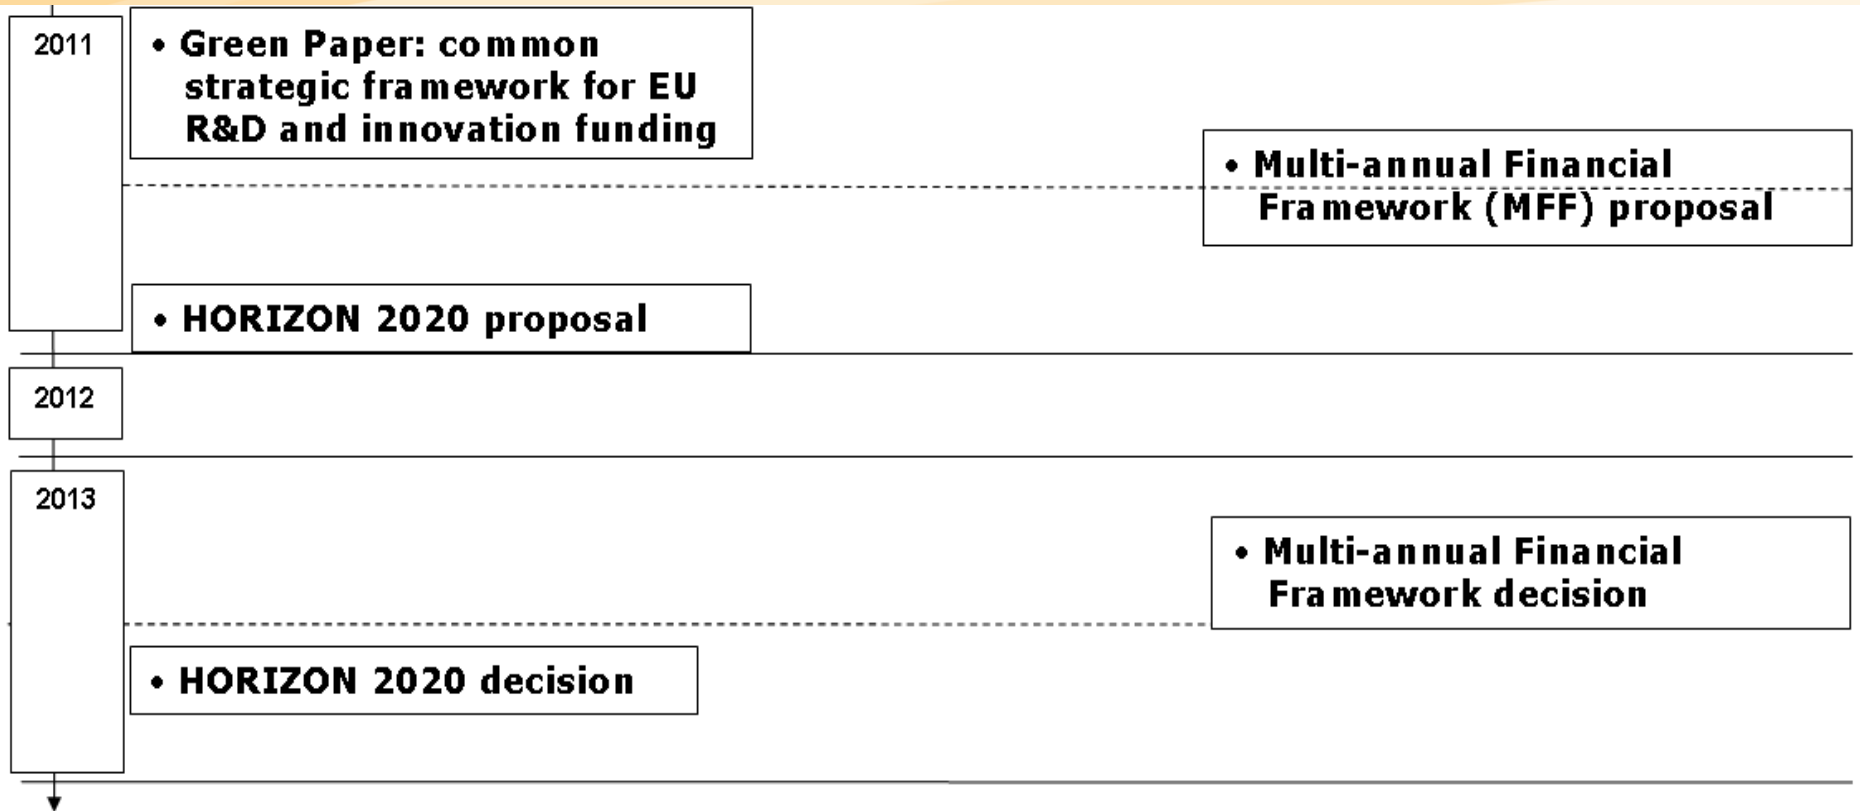 2011
• Green Paper: common
strategic framework for EU
R&D and innovation funding
• Multi-annual Financial
Framework (MFF) proposal
• HORIZON 2020 proposal
2012
2013
• Multi-annual Financial
Framework decision
• HORIZON 2020 decision